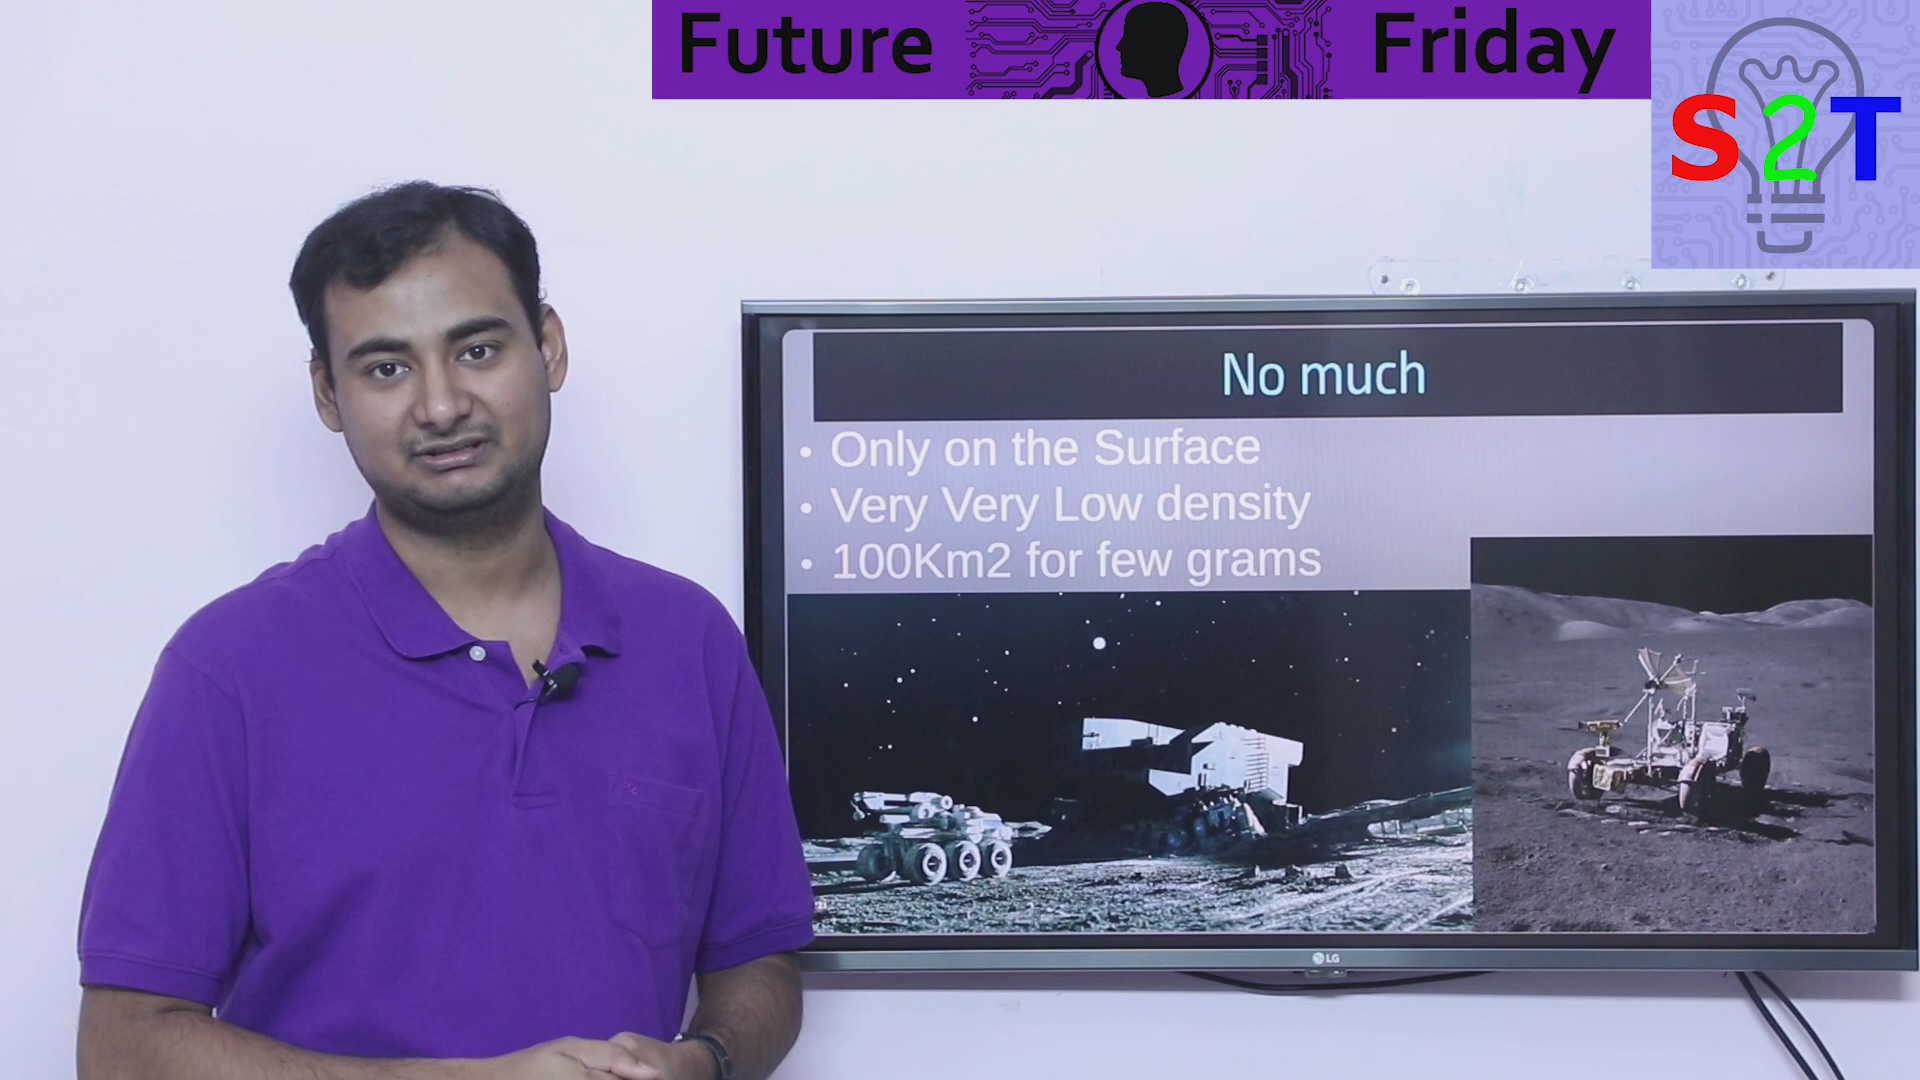 Future Friday
S2T
No much
• Only on the Surface
• Very Very Low density
• 100Km2 for few grams
LG